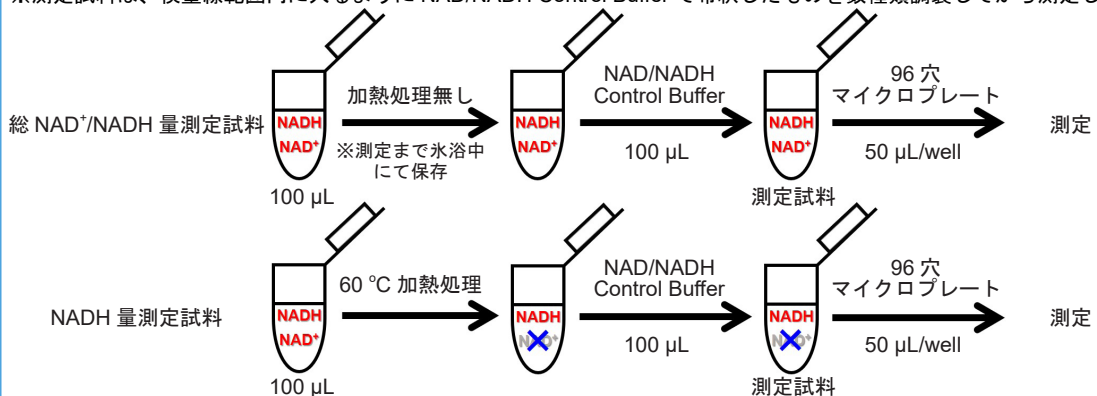 ※測定試料は、検量線範囲内に入るように NAD/NADH Control Buffer で希釈したものを数種類調製してから測定し
総 NAD⁺/NADH 量測定試料
NADH
NAD⁺
100 µL
加熱処理無し
※測定まで氷浴中
にて保存
NADH
NAD⁺
NAD/NADH
Control Buffer
100 µL
NADH
NAD⁺
測定試料
96 穴
マイクロプレート
50 µL/well
測定
NADH 量測定試料
NADH
NAD⁺
100 µL
60 °C 加熱処理
NADH
NAD⁺
NAD/NADH
Control Buffer
100 µL
NADH
NAD⁺
測定試料
96 穴
マイクロプレート
50 µL/well
測定